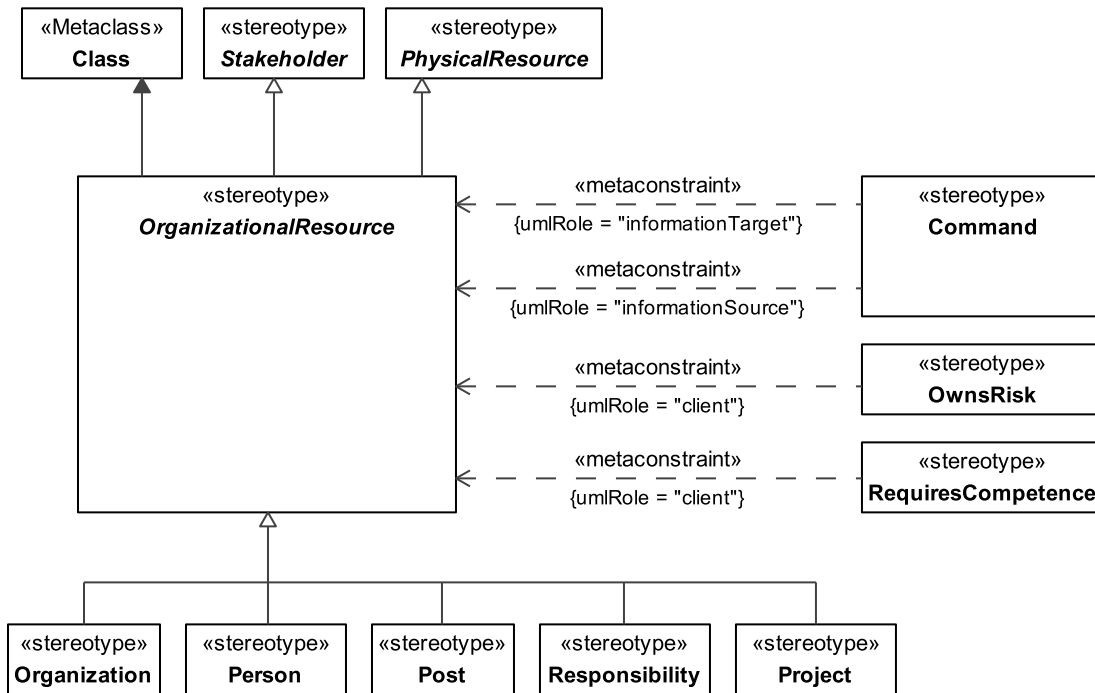 «Metaclass»
Class
«stereotype»
Stakeholder
«stereotype»
PhysicalResource
«stereotype»
OrganizationalResource
«metaconstraint»
{umlRole = "informationTarget"}
«metaconstraint»
{umlRole = "informationSource"}
«stereotype»
Command
«metaconstraint»
{umlRole = "client"}
«stereotype»
OwnsRisk
«metaconstraint»
{umlRole = "client"}
«stereotype»
RequiresCompetence
«stereotype»
Organization
«stereotype»
Person
«stereotype»
Post
«stereotype»
Responsibility
«stereotype»
Project